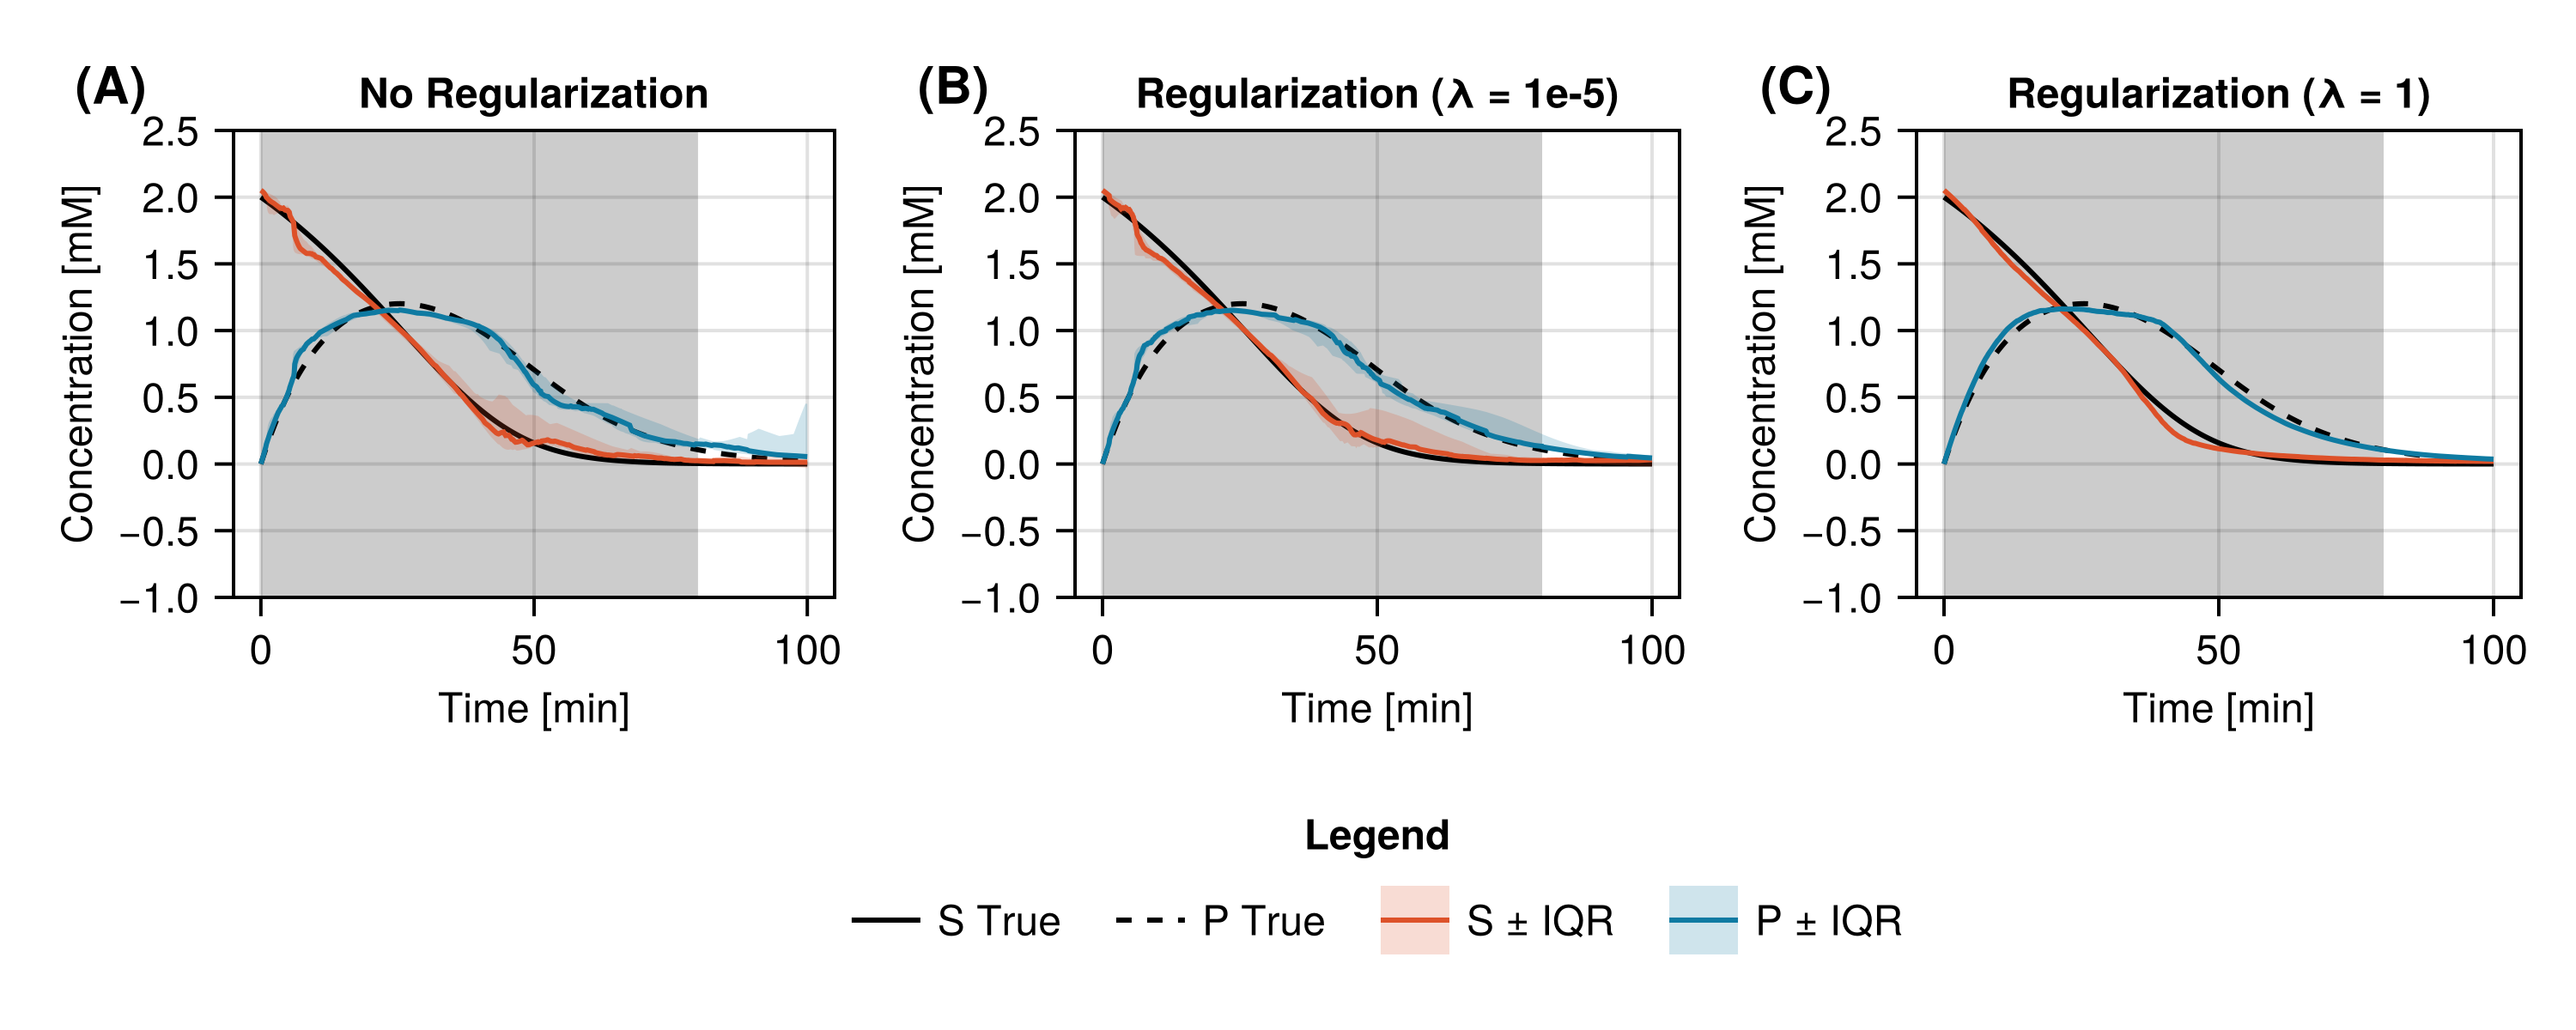 (A) No Regularization
2.5
2.0
1.5
1.0
0.5
0.0
−0.5
−1.0
Concentration [mM]
0 50 100
Time [min]
(B) Regularization (λ = 1e-5)
2.5
2.0
1.5
1.0
0.5
0.0
−0.5
−1.0
Concentration [mM]
0 50 100
Time [min]
(C) Regularization (λ = 1)
2.5
2.0
1.5
1.0
0.5
0.0
−0.5
−1.0
Concentration [mM]
0 50 100
Time [min]
Legend
S True P True S ± IQR P ± IQR